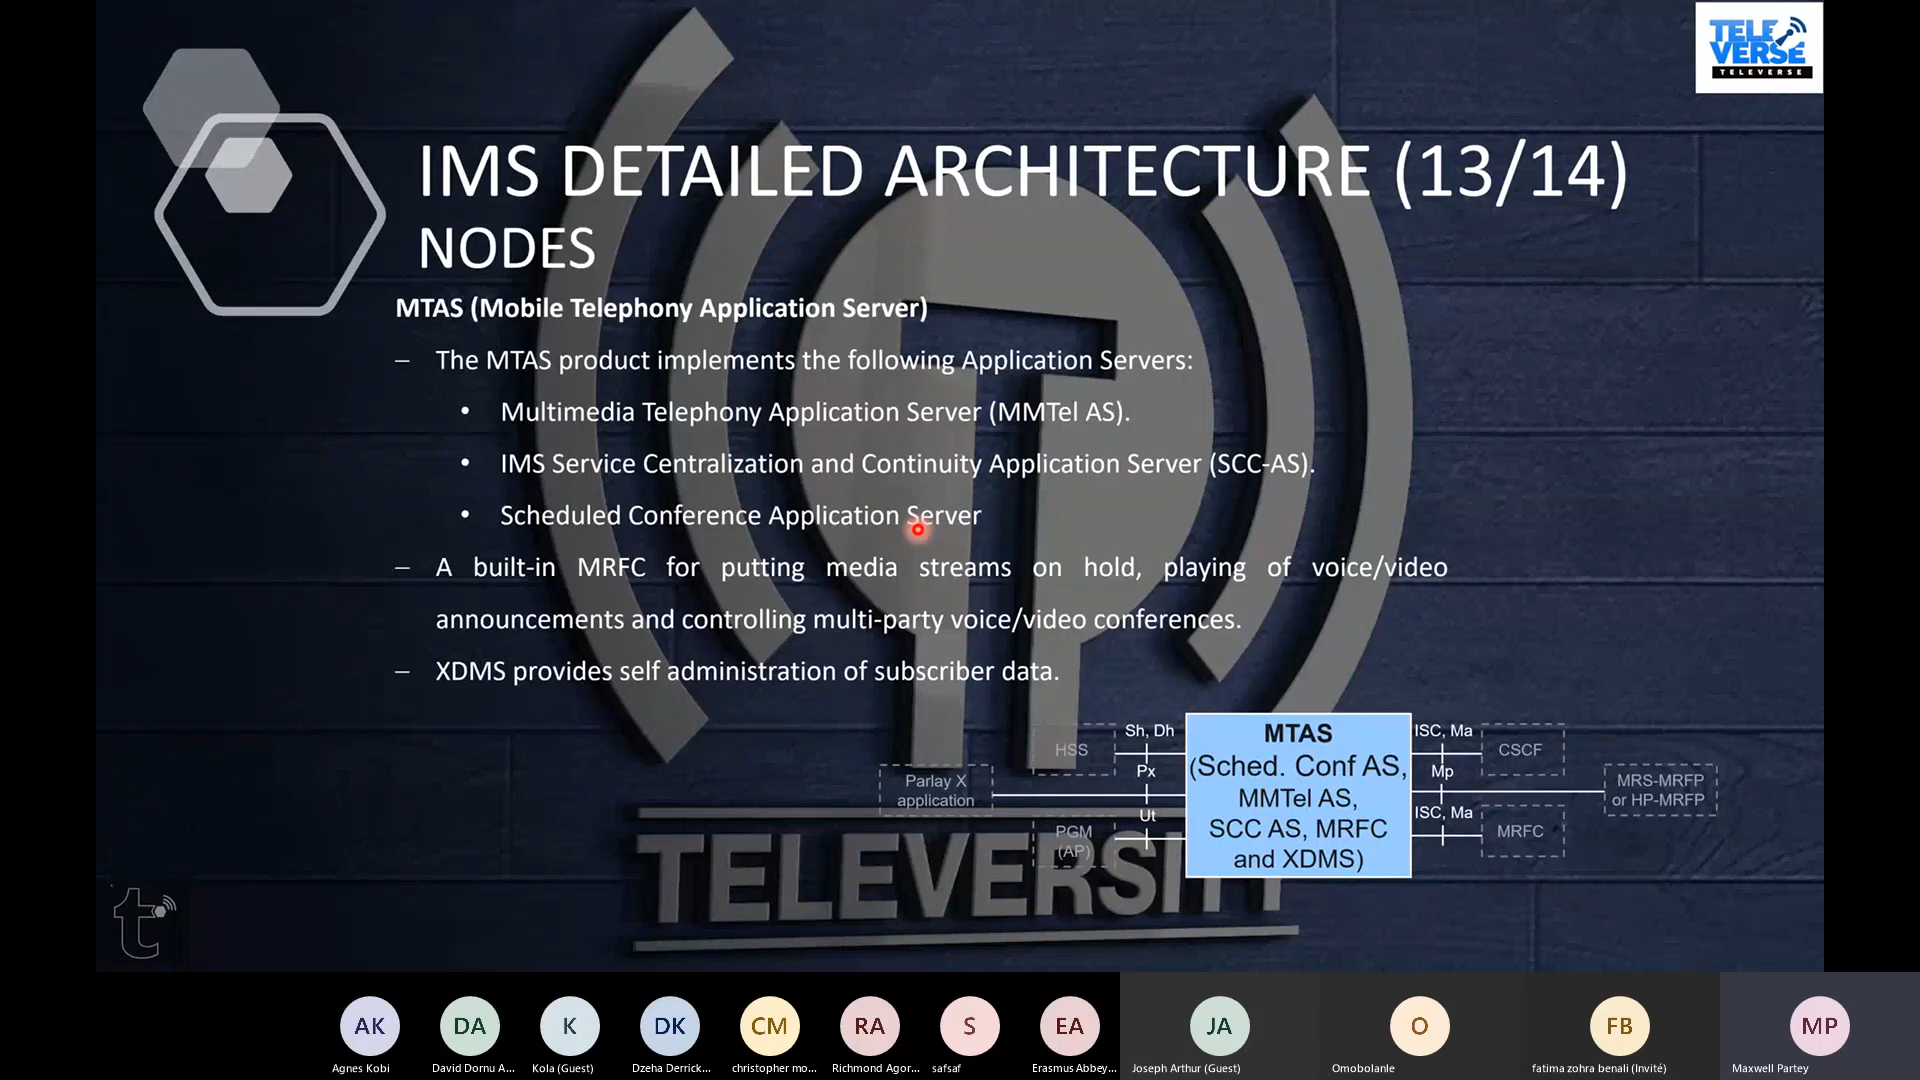 TELE
VERSE
TELEVERSE
IMS DETAILED ARCHITECTURE (13/14)
NODES
MTAS (Mobile Telephony Application Server)
– The MTAS product implements the following Application Servers:
• Multimedia Telephony Application Server (MMTel AS).
• IMS Service Centralization and Continuity Application Server (SCC-AS).
• Scheduled Conference Application Server
– A built-in MRFC for putting media streams on hold, playing of voice/video
announcements and controlling multi-party voice/video conferences.
– XDMS provides self administration of subscriber data.
HSS
Sh, Dh
Parlay X
application
Px
PGM
(AP)
Ut
MTAS
(Sched. Conf AS,
MMTel AS,
SCC AS, MRFC
and XDMS)
ISC, Ma
CSCF
Mp
MRS-MRFP
or HP-MRFP
ISC, Ma
MRFC
TELEVERSITY
t
AK
DA
K
DK
CM
RA
S
EA
JA
O
FB
MP
Agnes Kobi
David Dornu A...
Kola (Guest)
Dzeha Derrick...
christopher mo...
Richmond Agor...
safsaf
Erasmus Abbey...
Joseph Arthur (Guest)
Omobolanle
fatima zohra benali (Invité)
Maxwell Partey